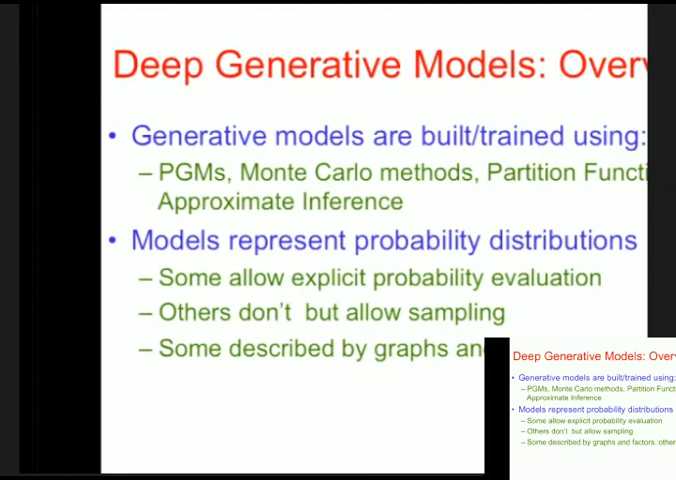 Deep Generative Models: Over
• Generative models are built/trained using:
– PGMs, Monte Carlo methods, Partition Functi
Approximate Inference
• Models represent probability distributions
– Some allow explicit probability evaluation
– Others don't but allow sampling
– Some described by graphs an
Deep Generative Models: Over
• Generative models are built/trained using:
– PGMs, Monte Carlo methods, Partition Funct
Approximate Inference
• Models represent probability distributions
– Some allow explicit probability evaluation
– Others don't but allow sampling
– Some described by graphs and factors. other